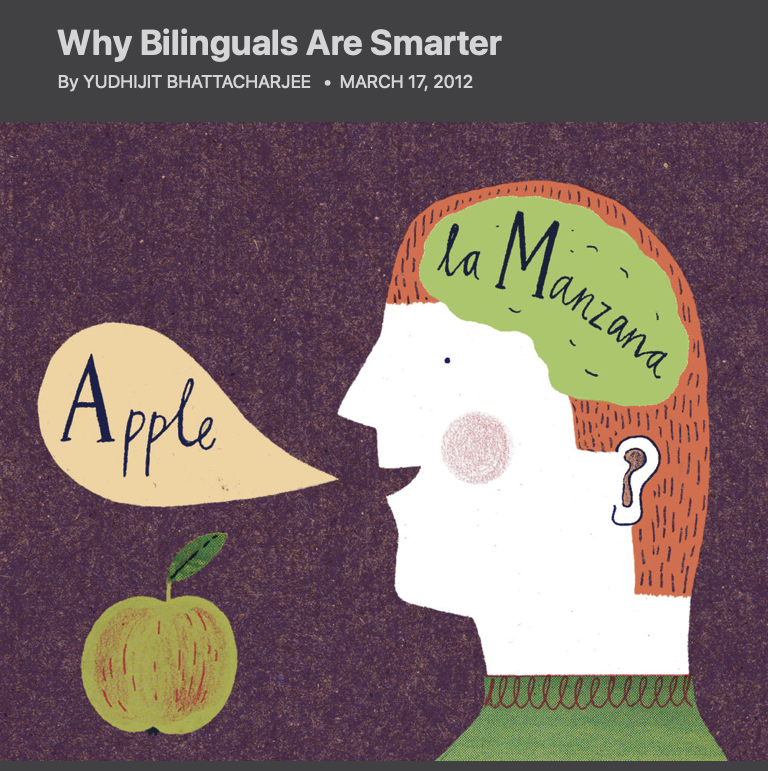 Why Bilinguals Are Smarter
By YUDHIJIT BHATTACHARJEE • MARCH 17, 2012
la Manzana
Apple